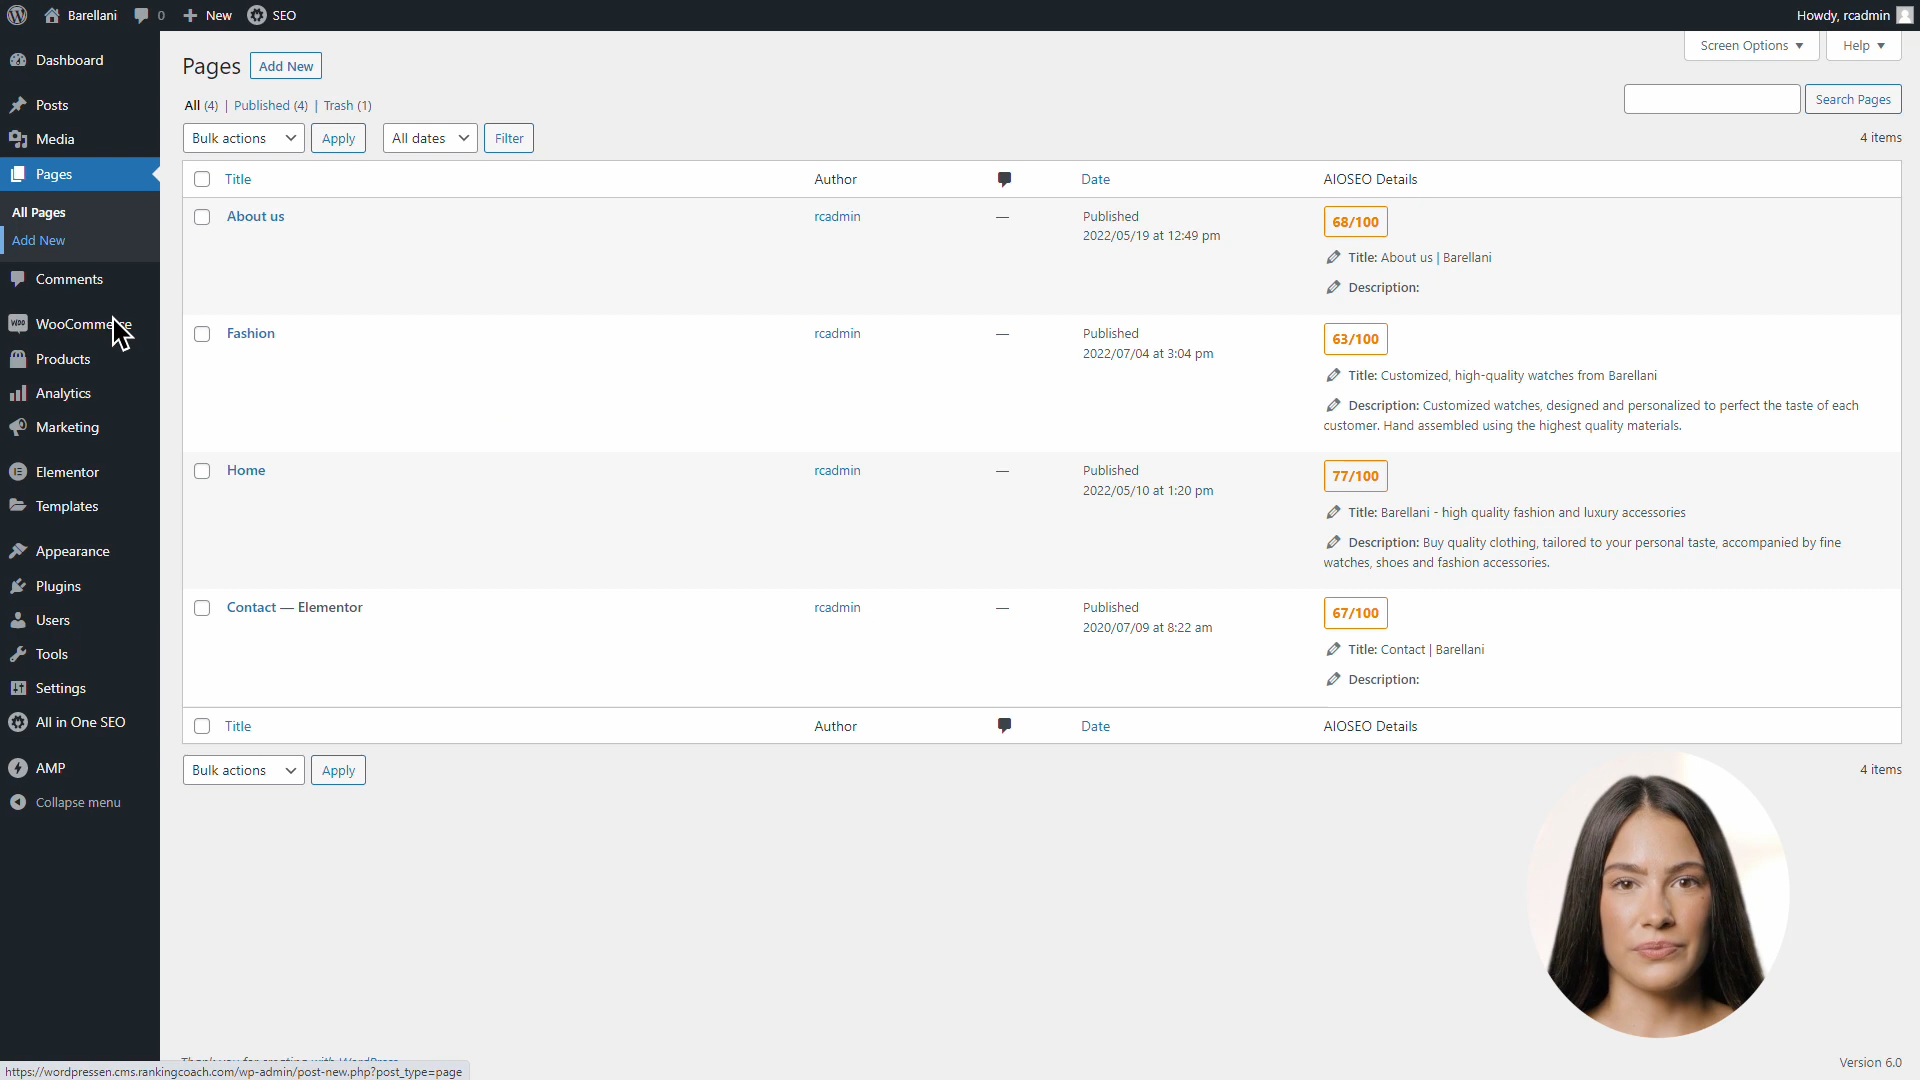 Barellani 0 New SEO Howdy, rcadmin
Screen Options Help
Dashboard
Posts
Media
Pages
All Pages
Add New
Comments
WooCommerce
WOO
Products
Analytics
Marketing
Elementor
Templates
Appearance
Plugins
Users
Tools
Settings
All in One SEO
AMP
Collapse menu
Pages Add New
All (4) | Published (4) | Trash (1)
Search Pages
Bulk actions Apply All dates Filter 4 items
Title Author Date AIOSEO Details
About us rcadmin — Published
2022/05/19 at 12:49 pm
68/100
Title: About us | Barellani
Description:
Fashion rcadmin — Published
2022/07/04 at 3:04 pm
63/100
Title: Customized, high-quality watches from Barellani
Description: Customized watches, designed and personalized to perfect the taste of each
customer. Hand assembled using the highest quality materials.
Home rcadmin — Published
2022/05/10 at 1:20 pm
77/100
Title: Barellani - high quality fashion and luxury accessories
Description: Buy quality clothing, tailored to your personal taste, accompanied by fine
watches, shoes and fashion accessories.
Contact — Elementor rcadmin — Published
2020/07/09 at 8:22 am
67/100
Title: Contact | Barellani
Description:
Title Author Date AIOSEO Details
Bulk actions Apply 4 items
Thank you for creating with WordPress.
Version 6.0
https://wordpressen.cms.rankingcoach.com/wp-admin/post-new.php?post_type=page